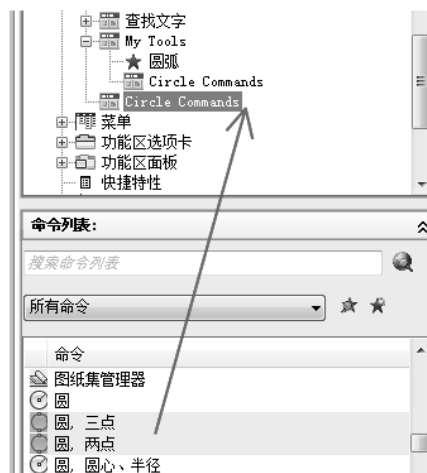 查找文字
My Tools
圆弧
Circle Commands
Circle Commands
菜单
功能区选项卡
功能区面板
快捷特性
命令列表:
搜索命令列表
所有命令
命令
图纸集管理器
圆
圆, 三点
圆, 两点
圆, 圆心、半径